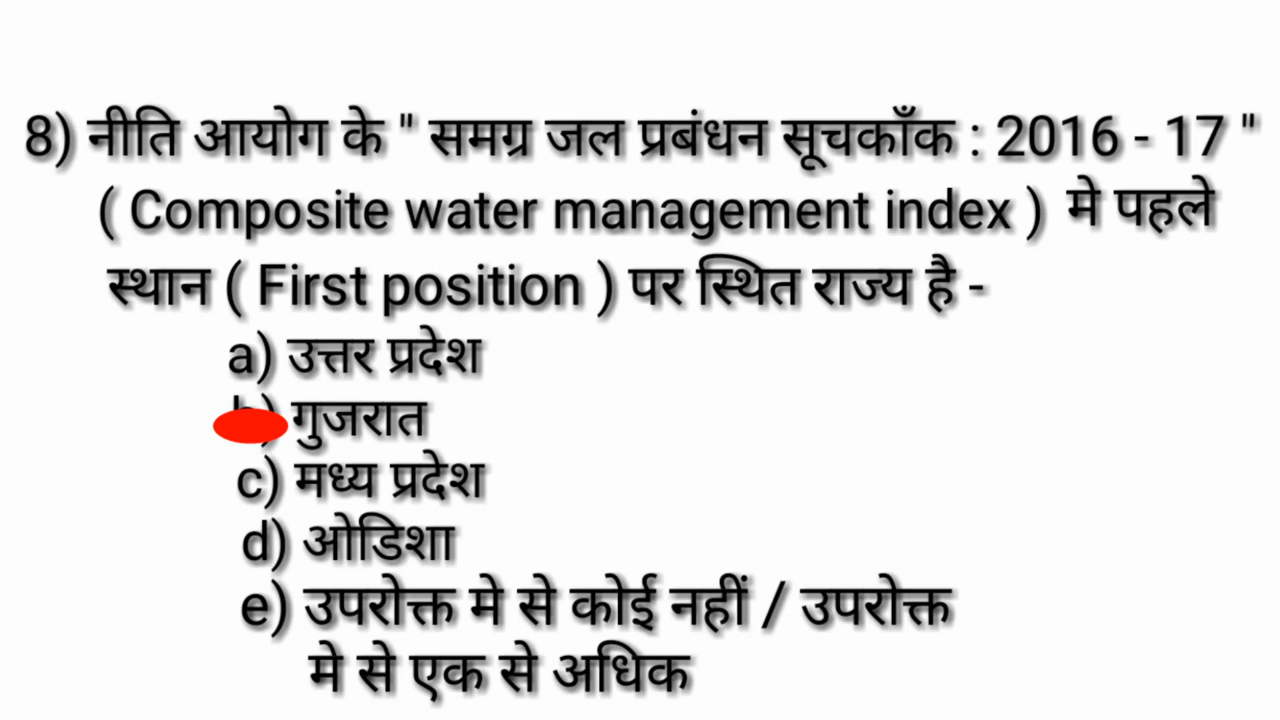 8) नीति आयोग के " समग्र जल प्रबंधन सूचकाँक : 2016 - 17 "
( Composite water management index ) मे पहले
स्थान ( First position ) पर स्थित राज्य है -
a) उत्तर प्रदेश
b) गुजरात
c) मध्य प्रदेश
d) ओडिशा
e) उपरोक्त मे से कोई नहीं / उपरोक्त
मे से एक से अधिक